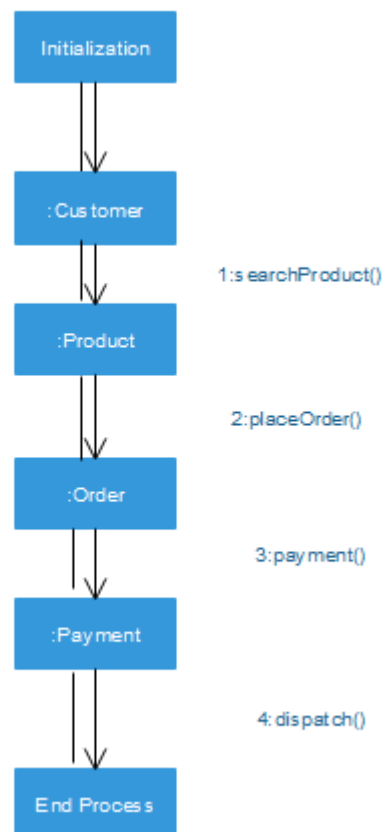 Initialization
:Customer
1:searchProduct()
:Product
2:placeOrder()
:Order
3:payment()
:Payment
4:dispatch()
End Process